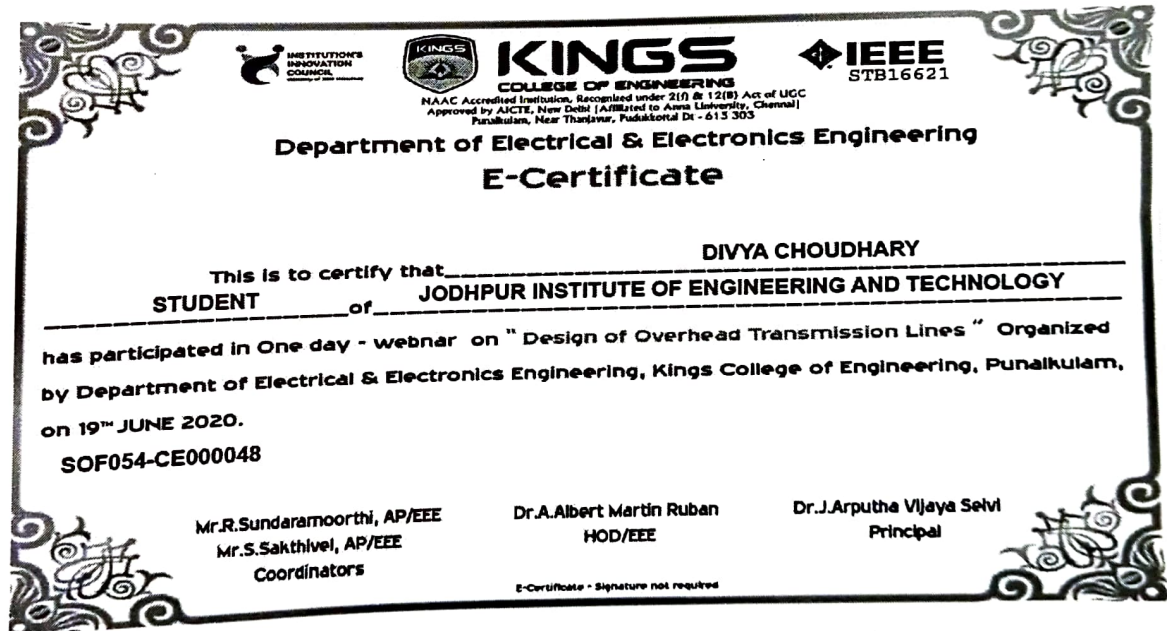 INSTITUTION'S
INNOVATION
COUNCIL
KINGS
KINGS
COLLEGE OF ENGINEERING
NAAC Accredited Institution, Recognized under 2(f) & 12(B) Act of UGC
Approved by AICTE, New Delhi | Affiliated to Anna University, Chennai |
Punalkulam, Near Thanjavur, Pudukkottai Dt - 613 303
IEEE
STB16621
Department of Electrical & Electronics Engineering
E-Certificate
This is to certify that DIVYA CHOUDHARY
STUDENT of JODHPUR INSTITUTE OF ENGINEERING AND TECHNOLOGY
has participated in One day - webnar on " Design of Overhead Transmission Lines " Organized
by Department of Electrical & Electronics Engineering, Kings College of Engineering, Punalkulam,
on 19TH JUNE 2020.
SOF054-CE000048
Mr.R.Sundaramoorthi, AP/EEE
Mr.S.Sakthivel, AP/EEE
Coordinators
Dr.A.Albert Martin Ruban
HOD/EEE
Dr.J.Arputha Vijaya Selvi
Principal
E-Certificate - Signature not required